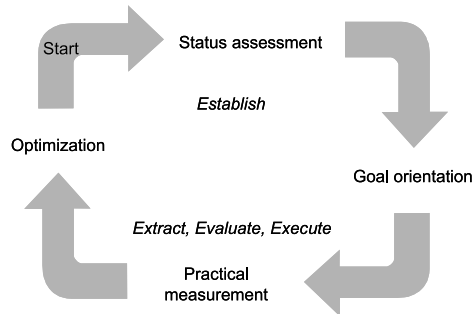 Start
Status assessment
Establish
Optimization
Goal orientation
Extract, Evaluate, Execute
Practical
measurement